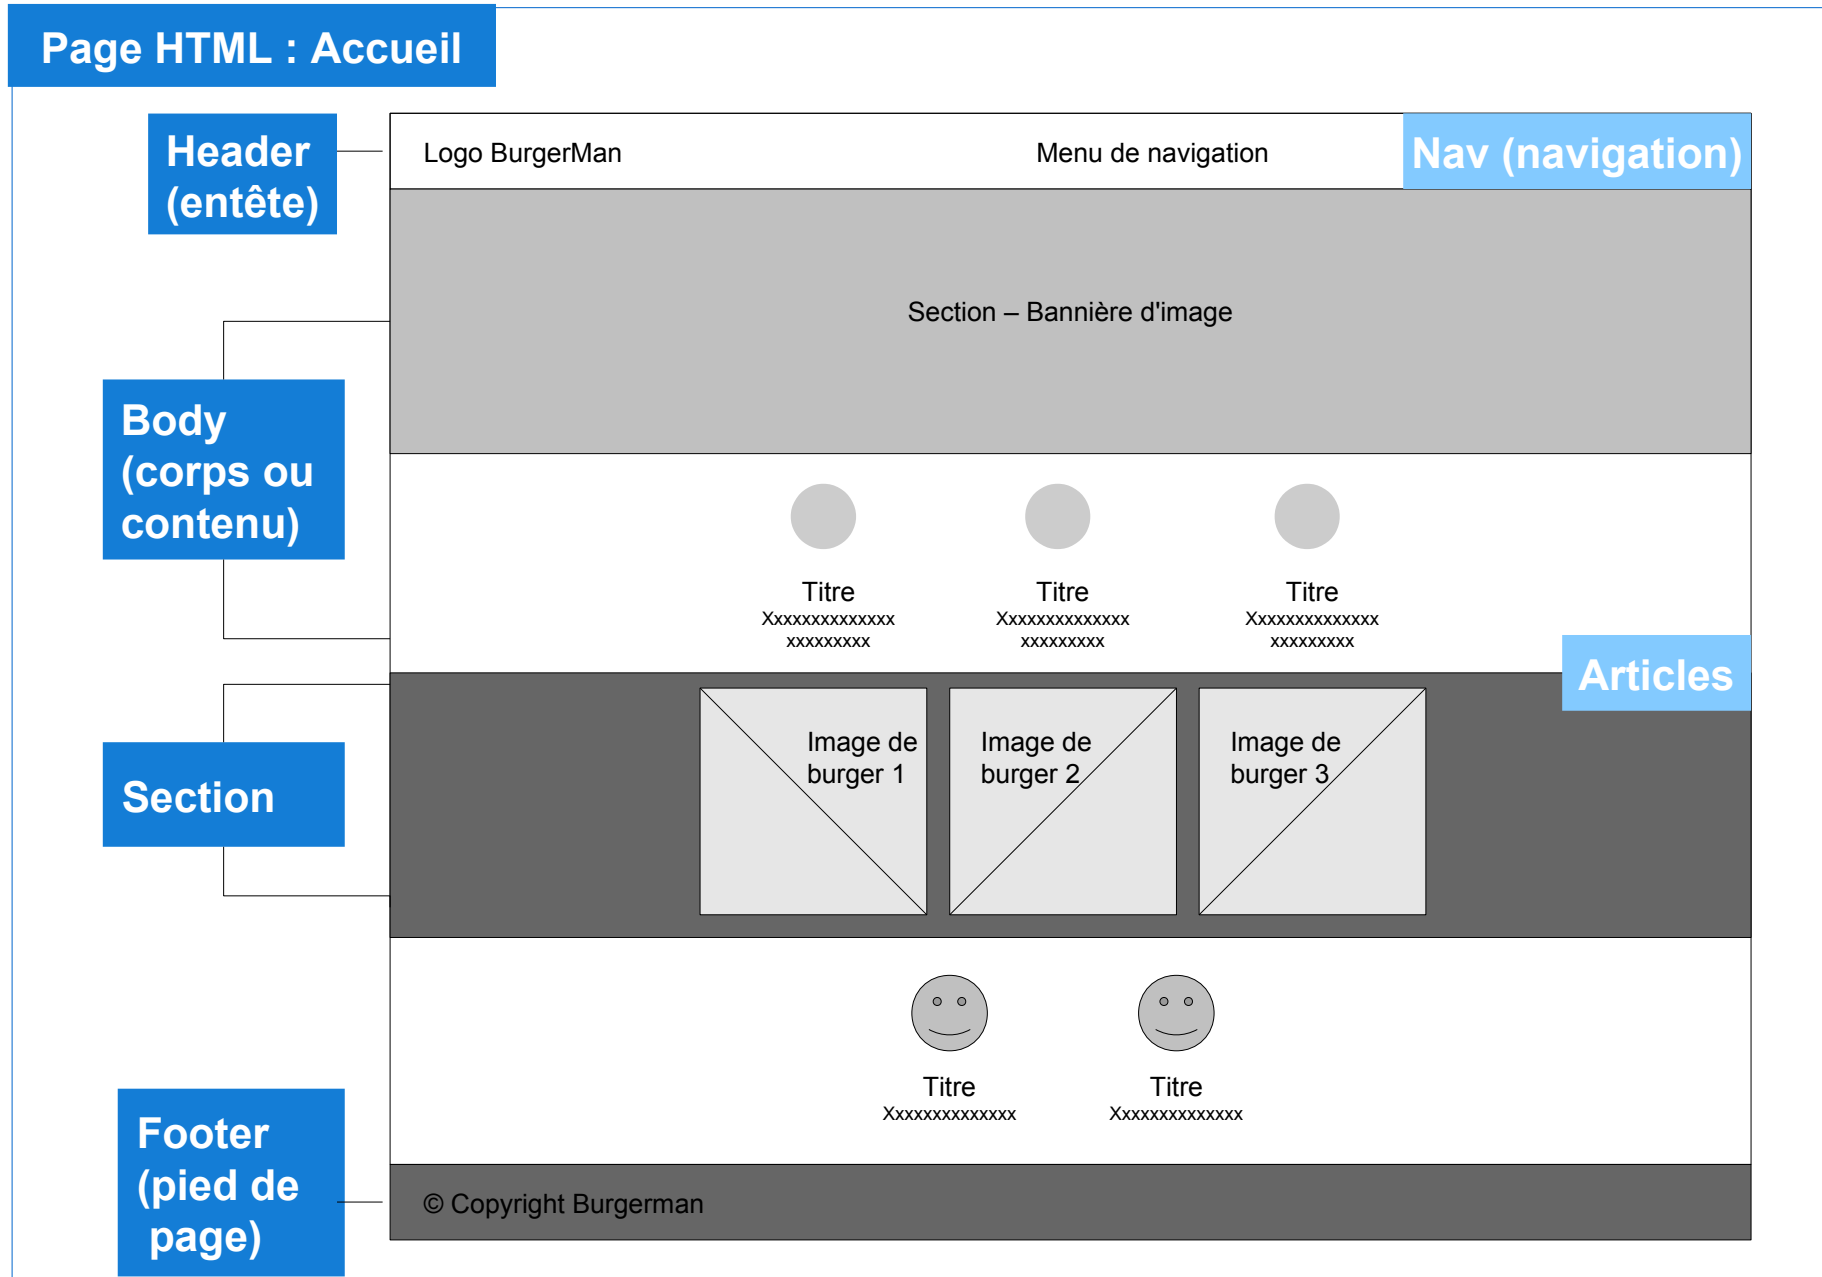 Page HTML : Accueil
Header
(entête)
Logo BurgerMan
Menu de navigation
Nav (navigation)
Section – Bannière d'image
Body
(corps ou
contenu)
Titre
Xxxxxxxxxxxxxx
xxxxxxxxx
Titre
Xxxxxxxxxxxxxx
xxxxxxxxx
Titre
Xxxxxxxxxxxxxx
xxxxxxxxx
Articles
Section
Image de
burger 1
Image de
burger 2
Image de
burger 3
Titre
Xxxxxxxxxxxxxx
Titre
Xxxxxxxxxxxxxx
Footer
(pied de
page)
© Copyright Burgerman